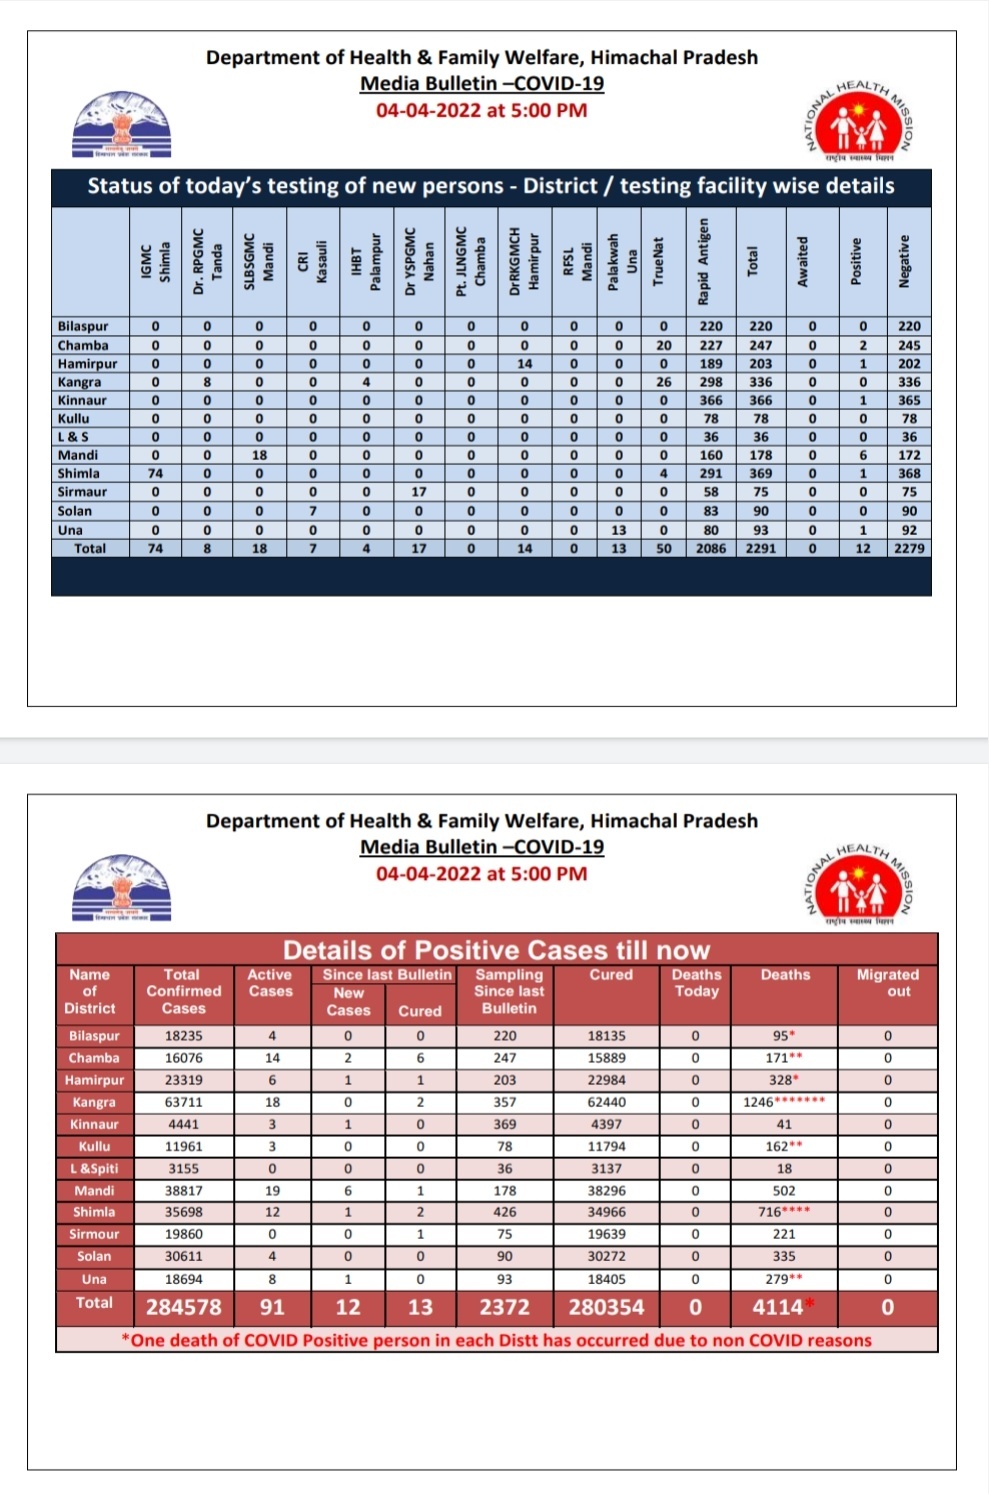 Department of Health & Family Welfare, Himachal Pradesh
Media Bulletin –COVID-19
04-04-2022 at 5:00 PM
NATIONAL HEALTH MISSION
राष्ट्रीय स्वास्थ्य मिशन
Status of today's testing of new persons - District / testing facility wise details
IGMC Shimla Dr. RPGMC Tanda SLBSGMC Mandi CRI Kasauli IHBT Palampur Dr YSPGMC Nahan Pt. JLNGMC Chamba DrRKGMCH Hamirpur RFSL Mandi Palakwah Una TrueNat Rapid Antigen Total Awaited Positive Negative
Bilaspur 0 0 0 0 0 0 0 0 0 0 0 220 220 0 0 220
Chamba 0 0 0 0 0 0 0 0 0 0 20 227 247 0 2 245
Hamirpur 0 0 0 0 0 0 0 14 0 0 0 189 203 0 1 202
Kangra 0 8 0 0 4 0 0 0 0 0 26 298 336 0 0 336
Kinnaur 0 0 0 0 0 0 0 0 0 0 0 366 366 0 1 365
Kullu 0 0 0 0 0 0 0 0 0 0 0 78 78 0 0 78
L & S 0 0 0 0 0 0 0 0 0 0 0 36 36 0 0 36
Mandi 0 0 18 0 0 0 0 0 0 0 0 160 178 0 6 172
Shimla 74 0 0 0 0 0 0 0 0 0 4 291 369 0 1 368
Sirmaur 0 0 0 0 0 17 0 0 0 0 0 58 75 0 0 75
Solan 0 0 0 7 0 0 0 0 0 0 0 83 90 0 0 90
Una 0 0 0 0 0 0 0 0 0 13 0 80 93 0 1 92
Total 74 8 18 7 4 17 0 14 0 13 50 2086 2291 0 12 2279
Department of Health & Family Welfare, Himachal Pradesh
Media Bulletin –COVID-19
04-04-2022 at 5:00 PM
NATIONAL HEALTH MISSION
राष्ट्रीय स्वास्थ्य मिशन
Details of Positive Cases till now
Name of District Total Confirmed Cases Active Cases Since last Bulletin New Cases Cured Sampling Since last Bulletin Cured Deaths Today Deaths Migrated out
Bilaspur 18235 4 0 0 220 18135 0 95* 0
Chamba 16076 14 2 6 247 15889 0 171** 0
Hamirpur 23319 6 1 1 203 22984 0 328* 0
Kangra 63711 18 0 2 357 62440 0 1246******* 0
Kinnaur 4441 3 1 0 369 4397 0 41 0
Kullu 11961 3 0 0 78 11794 0 162** 0
L &Spiti 3155 0 0 0 36 3137 0 18 0
Mandi 38817 19 6 1 178 38296 0 502 0
Shimla 35698 12 1 2 426 34966 0 716**** 0
Sirmour 19860 0 0 1 75 19639 0 221 0
Solan 30611 4 0 0 90 30272 0 335 0
Una 18694 8 1 0 93 18405 0 279** 0
Total 284578 91 12 13 2372 280354 0 4114* 0
*One death of COVID Positive person in each Distt has occurred due to non COVID reasons